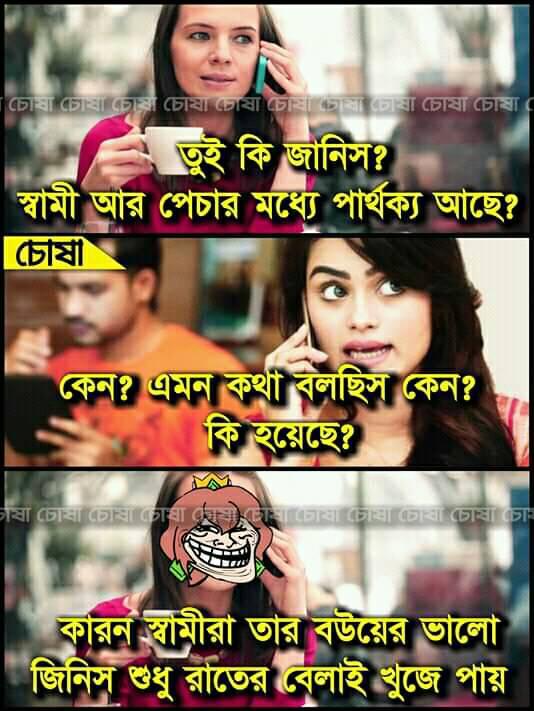 চোষা চোষা চোষা চোষা চোষা চোষা চোষা চোষা চোষা চোষা
তুই কি জানিস?
স্বামী আর পেচার মধ্যে পার্থক্য আছে?
চোষা
কেন? এমন কথা বলছিস কেন?
কি হয়েছে?
চোষা চোষা চোষা চোষা চোষা চোষা চোষা চোষা চোষা
কারন স্বামীরা তার বউয়ের ভালো
জিনিস শুধু রাতের বেলাই খুজে পায়